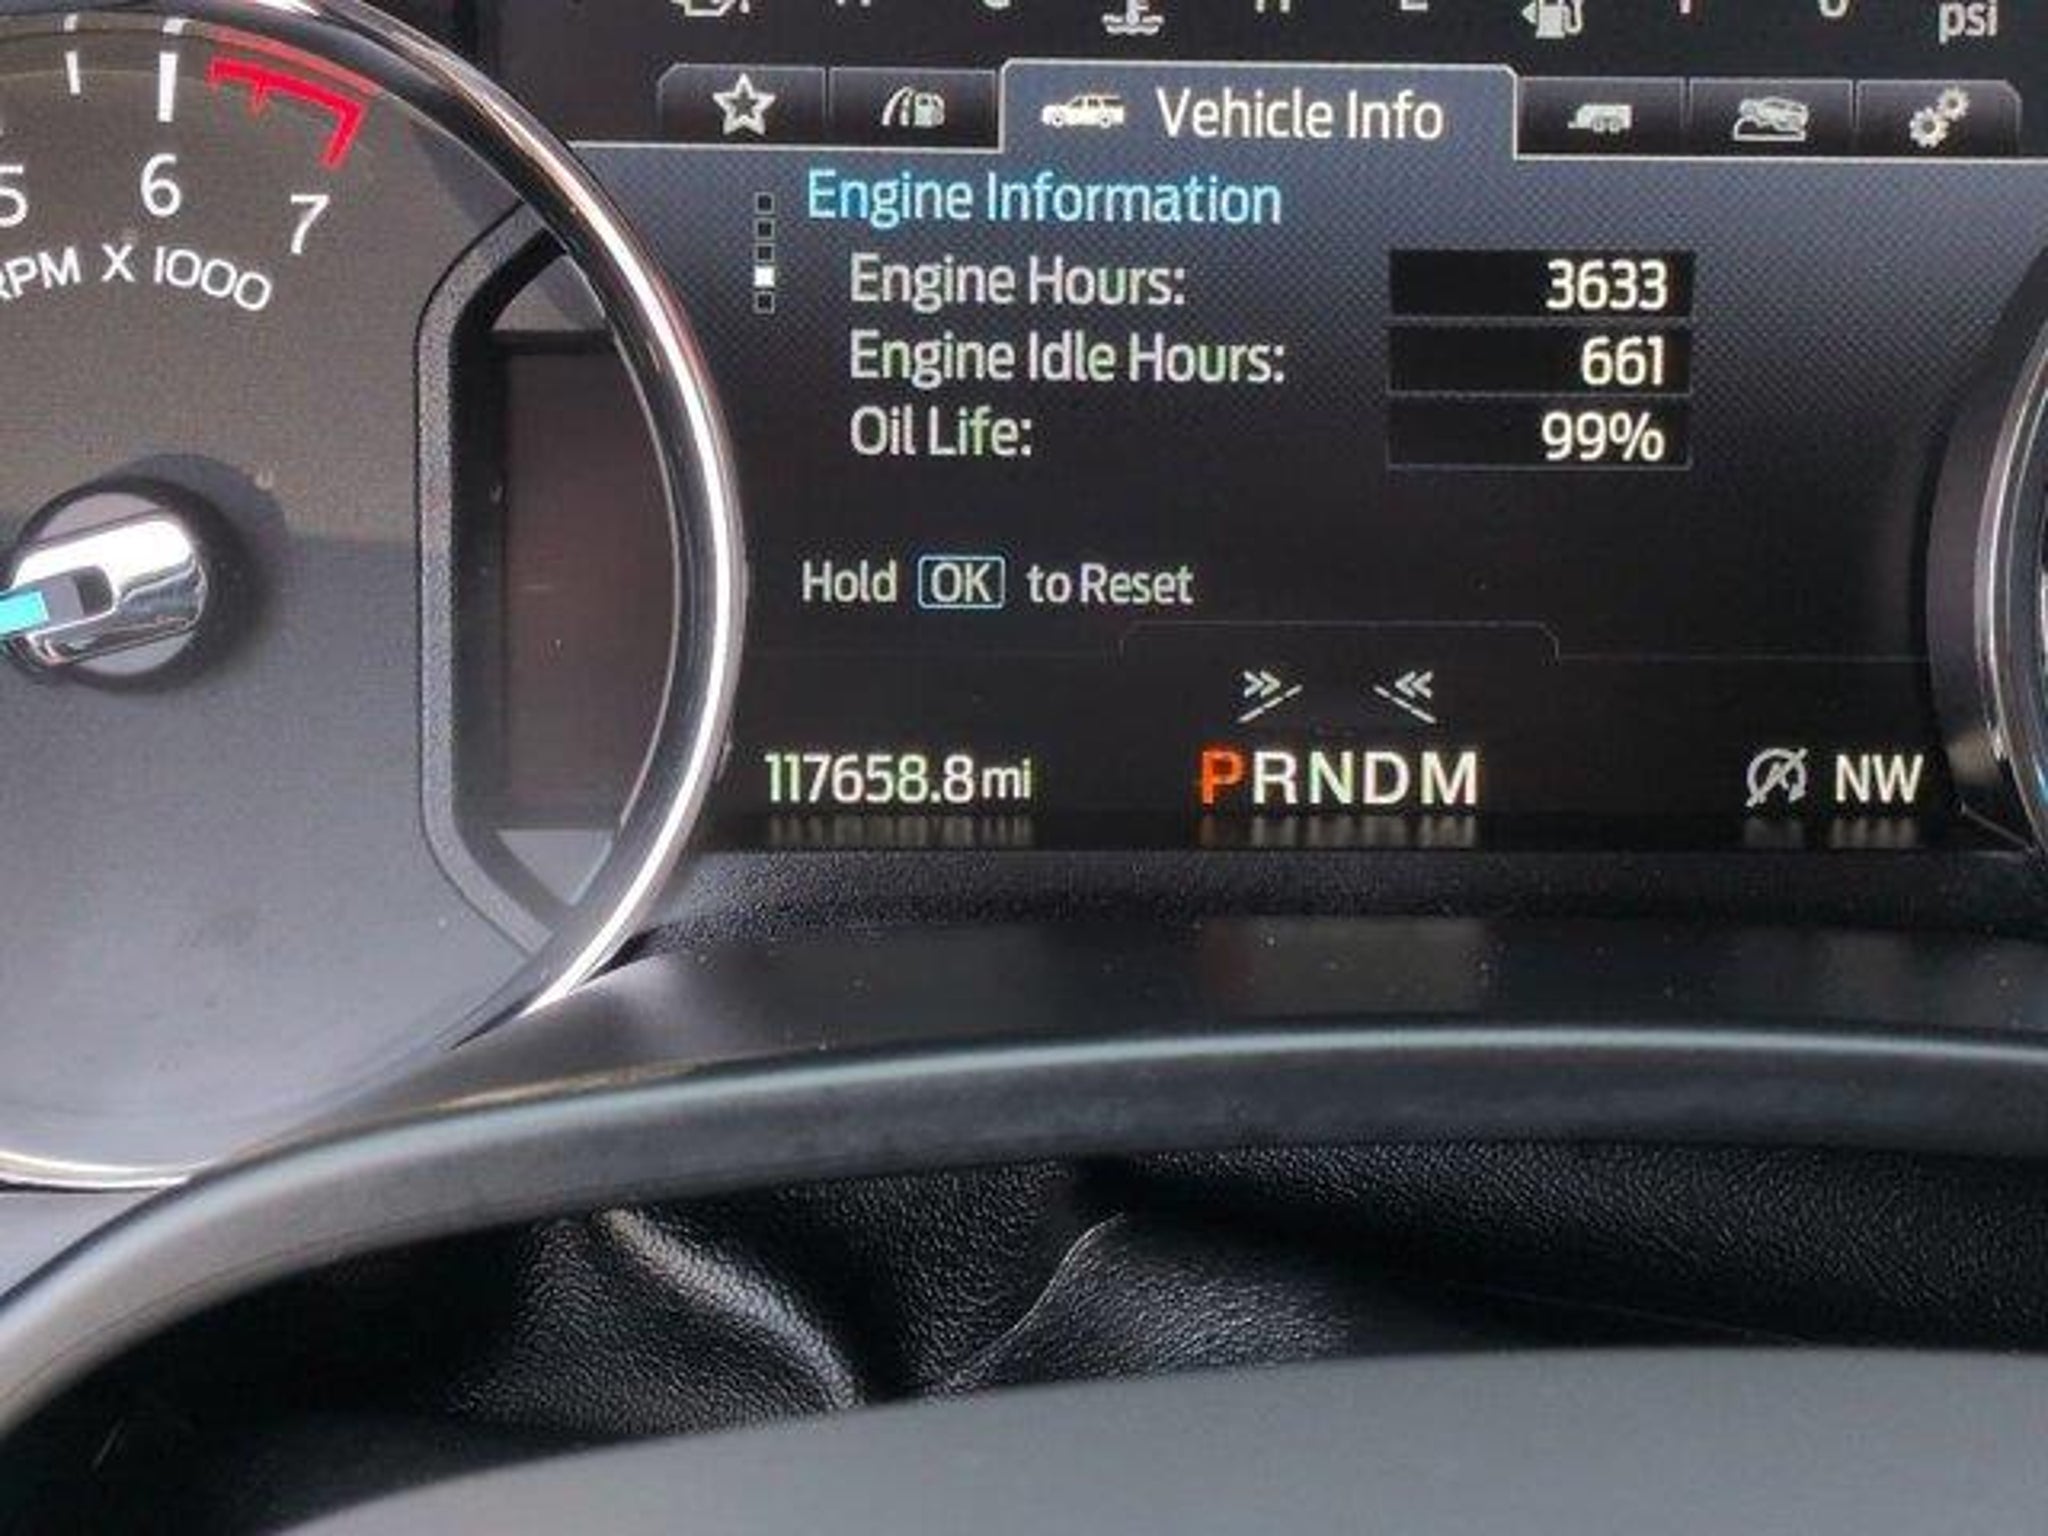 psi
Vehicle Info
5 6 7
RPM X 1000
Engine Information
Engine Hours: 3633
Engine Idle Hours: 661
Oil Life: 99%
Hold OK to Reset
117658.8 mi PRNDM NW